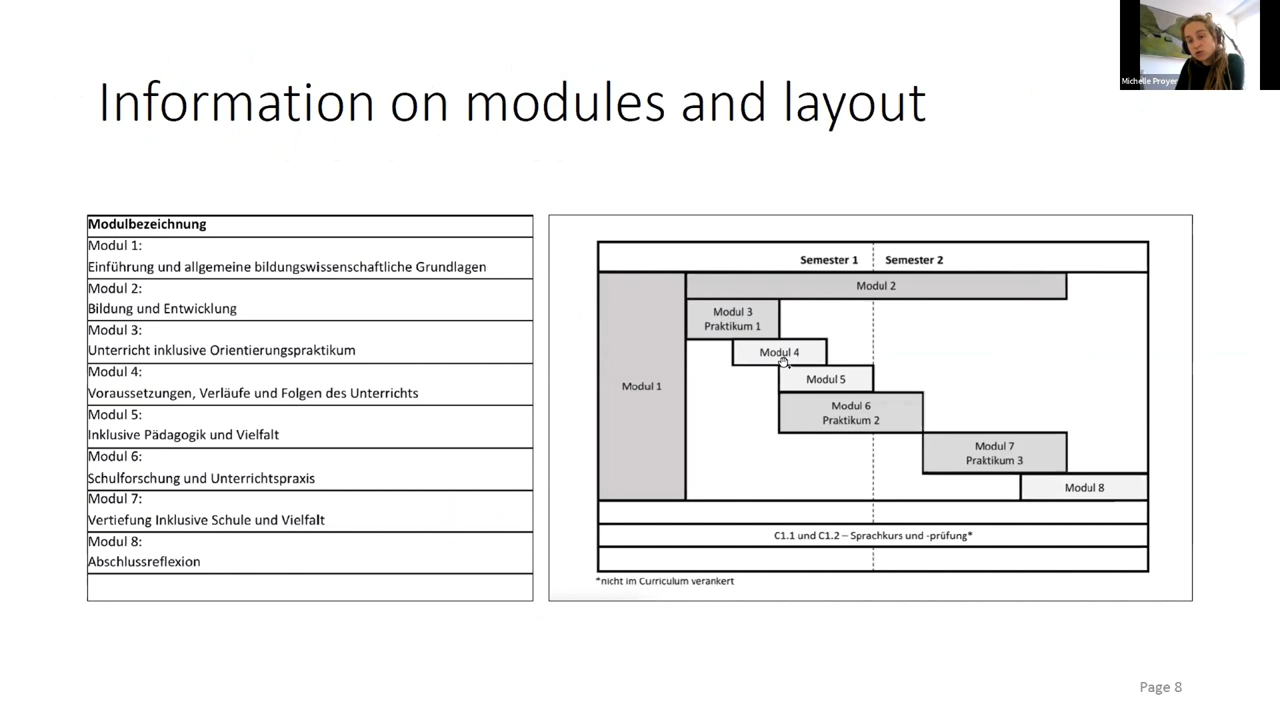 Michelle Proyer
Information on modules and layout
Modulbezeichnung
Modul 1:
Einführung und allgemeine bildungswissenschaftliche Grundlagen
Modul 2:
Bildung und Entwicklung
Modul 3:
Unterricht inklusive Orientierungspraktikum
Modul 4:
Voraussetzungen, Verläufe und Folgen des Unterrichts
Modul 5:
Inklusive Pädagogik und Vielfalt
Modul 6:
Schulforschung und Unterrichtspraxis
Modul 7:
Vertiefung Inklusive Schule und Vielfalt
Modul 8:
Abschlussreflexion
Semester 1 Semester 2
Modul 2
Modul 3
Praktikum 1
Modul 4
Modul 5
Modul 1
Modul 6
Praktikum 2
Modul 7
Praktikum 3
Modul 8
C1.1 und C1.2 – Sprachkurs und -prüfung*
*nicht im Curriculum verankert
Page 8